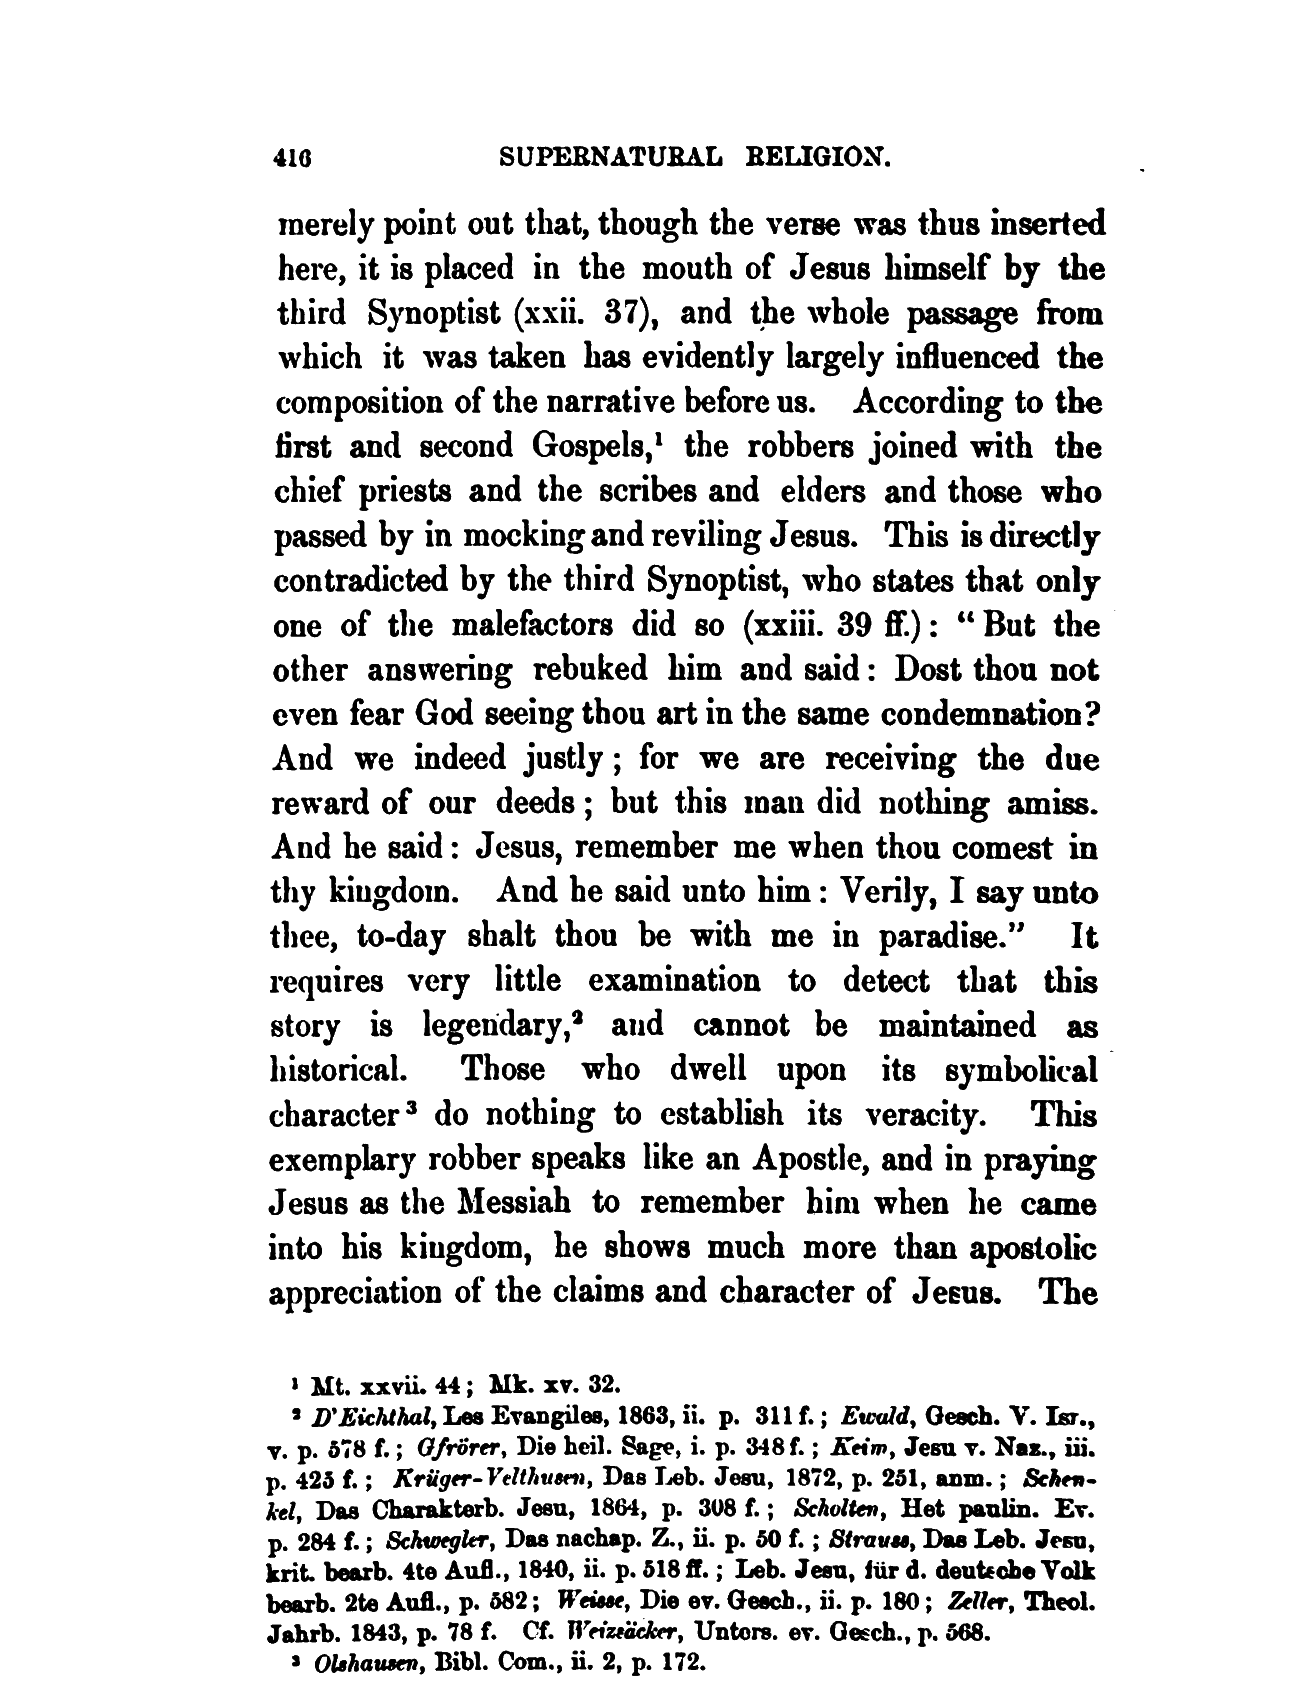 416 SUPERNATURAL RELIGION.
merely point out that, though the verse was thus inserted
here, it is placed in the mouth of Jesus himself by the
third Synoptist (xxii. 37), and the whole passage from
which it was taken has evidently largely influenced the
composition of the narrative before us. According to the
first and second Gospels,¹ the robbers joined with the
chief priests and the scribes and elders and those who
passed by in mocking and reviling Jesus. This is directly
contradicted by the third Synoptist, who states that only
one of the malefactors did so (xxiii. 39 ff.): “But the
other answering rebuked him and said: Dost thou not
even fear God seeing thou art in the same condemnation?
And we indeed justly; for we are receiving the due
reward of our deeds; but this man did nothing amiss.
And he said: Jesus, remember me when thou comest in
thy kingdom. And he said unto him: Verily, I say unto
thee, to-day shalt thou be with me in paradise.” It
requires very little examination to detect that this
story is legendary,² and cannot be maintained as
historical. Those who dwell upon its symbolical
character³ do nothing to establish its veracity. This
exemplary robber speaks like an Apostle, and in praying
Jesus as the Messiah to remember him when he came
into his kingdom, he shows much more than apostolic
appreciation of the claims and character of Jesus. The
¹ Mt. xxvii. 44; Mk. xv. 32.
² D'Eichthal, Les Evangiles, 1863, ii. p. 311 f.; Ewald, Gesch. V. Isr.,
v. p. 578 f.; Gfrörer, Die heil. Sage, i. p. 348 f.; Keim, Jesu v. Naz., iii.
p. 425 f.; Krüger-Velthusen, Das Leb. Jesu, 1872, p. 251, anm.; Schen-
kel, Das Charakterb. Jesu, 1864, p. 308 f.; Scholten, Het paulin. Ev.
p. 284 f.; Schwegler, Das nachap. Z., ii. p. 50 f.; Strauss, Das Leb. Jesu,
krit. bearb. 4te Aufl., 1840, ii. p. 518 ff.; Leb. Jesu, für d. deutsche Volk
bearb. 2te Aufl., p. 582; Weisse, Die ev. Gesch., ii. p. 180; Zeller, Theol.
Jahrb. 1843, p. 78 f. Cf. Weizsäcker, Unters. ev. Gesch., p. 568.
³ Olshausen, Bibl. Com., ii. 2, p. 172.